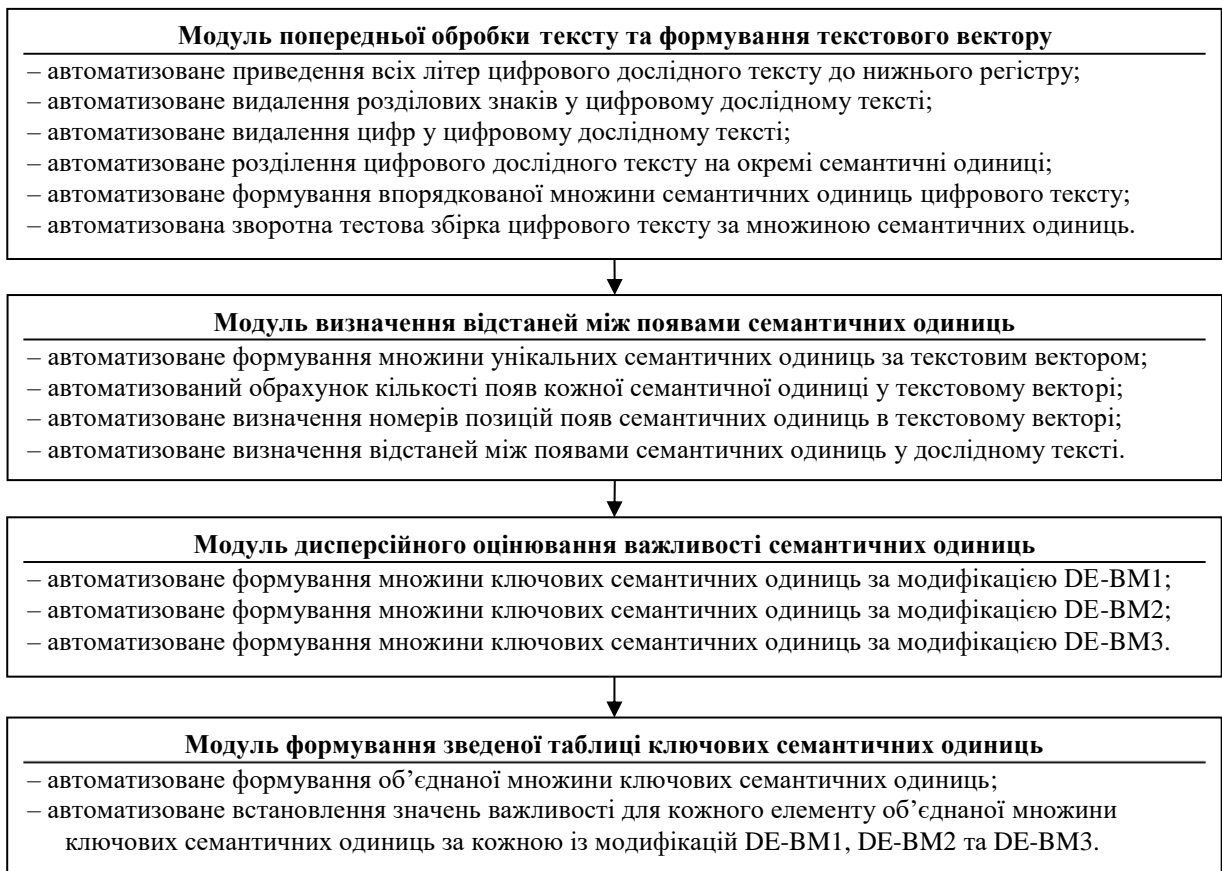 Модуль попередньої обробки тексту та формування текстового вектору
– автоматизоване приведення всіх літер цифрового дослідного тексту до нижнього регістру;
– автоматизоване видалення розділових знаків у цифровому дослідному тексті;
– автоматизоване видалення цифр у цифровому дослідному тексті;
– автоматизоване розділення цифрового дослідного тексту на окремі семантичні одиниці;
– автоматизоване формування впорядкованої множини семантичних одиниць цифрового тексту;
– автоматизована зворотна тестова збірка цифрового тексту за множиною семантичних одиниць.
Модуль визначення відстаней між появами семантичних одиниць
– автоматизоване формування множини унікальних семантичних одиниць за текстовим вектором;
– автоматизований обрахунок кількості появ кожної семантичної одиниці у текстовому векторі;
– автоматизоване визначення номерів позицій появ семантичних одиниць в текстовому векторі;
– автоматизоване визначення відстаней між появами семантичних одиниць у дослідному тексті.
Модуль дисперсійного оцінювання важливості семантичних одиниць
– автоматизоване формування множини ключових семантичних одиниць за модифікацією DE-BM1;
– автоматизоване формування множини ключових семантичних одиниць за модифікацією DE-BM2;
– автоматизоване формування множини ключових семантичних одиниць за модифікацією DE-BM3.
Модуль формування зведеної таблиці ключових семантичних одиниць
– автоматизоване формування об’єднаної множини ключових семантичних одиниць;
– автоматизоване встановлення значень важливості для кожного елементу об’єднаної множини
ключових семантичних одиниць за кожною із модифікацій DE-BM1, DE-BM2 та DE-BM3.